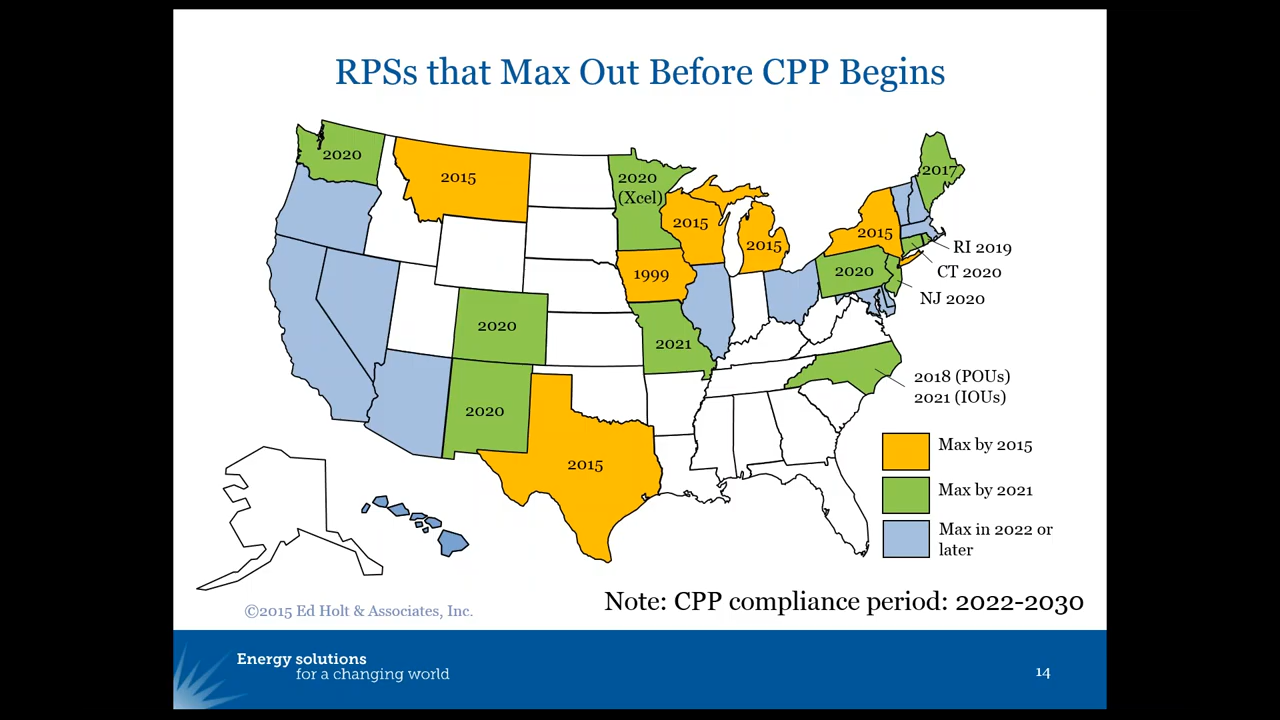 RPSs that Max Out Before CPP Begins
2020
2015
2020
(Xcel)
2015
2015
2015
2017
RI 2019
CT 2020
NJ 2020
2020
1999
2020
2021
2018 (POUs)
2021 (IOUs)
2020
2015
Max by 2015
Max by 2021
Max in 2022 or
later
Note: CPP compliance period: 2022-2030
©2015 Ed Holt & Associates, Inc.
Energy solutions
for a changing world
14